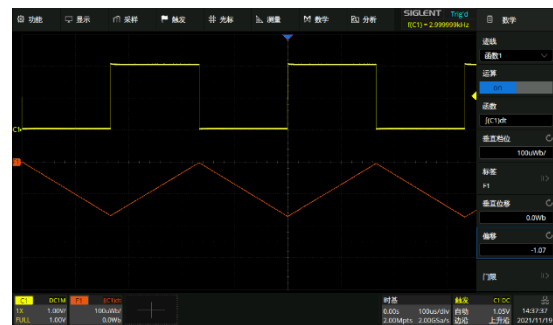 功能 显示 采样 触发 光标 测量 数学 分析
SIGLENT Trig'd
f(C1) = 2.999999kHz
数学
迹线
函数1
运算
on
函数
∫(C1)dt
垂直档位
100uWb/
标签
F1
垂直位移
0.0Wb
偏移
-1.07
门限
C1
F1
C1 DC1M
1X 1.00V/
FULL 1.00V
F1 ∫(C1)dt
100uWb/
0.0Wb
时基
0.00s 100us/div
2.00Mpts 2.00GSa/s
触发 C1 DC
自动 1.05V
边沿 上升沿
14:37:37
2021/11/19